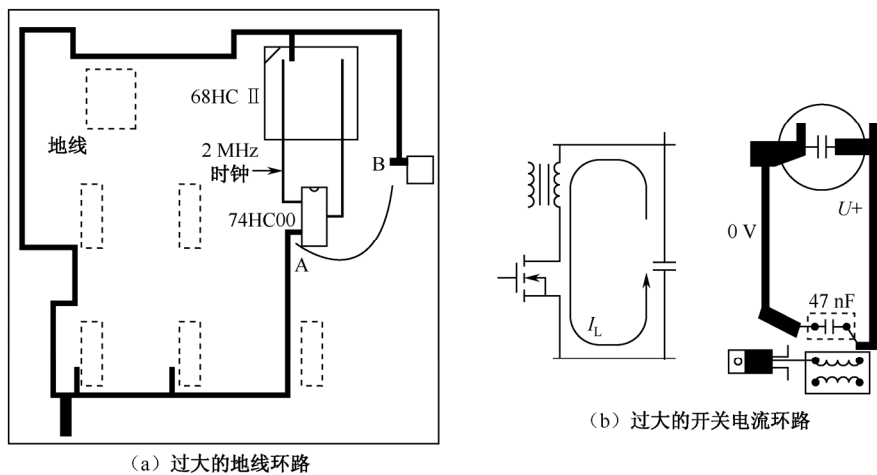 68HC Ⅱ
地线
2 MHz
时钟
B
74HC00
A
(a) 过大的地线环路
I_L
U+
0 V
47 nF
(b) 过大的开关电流环路